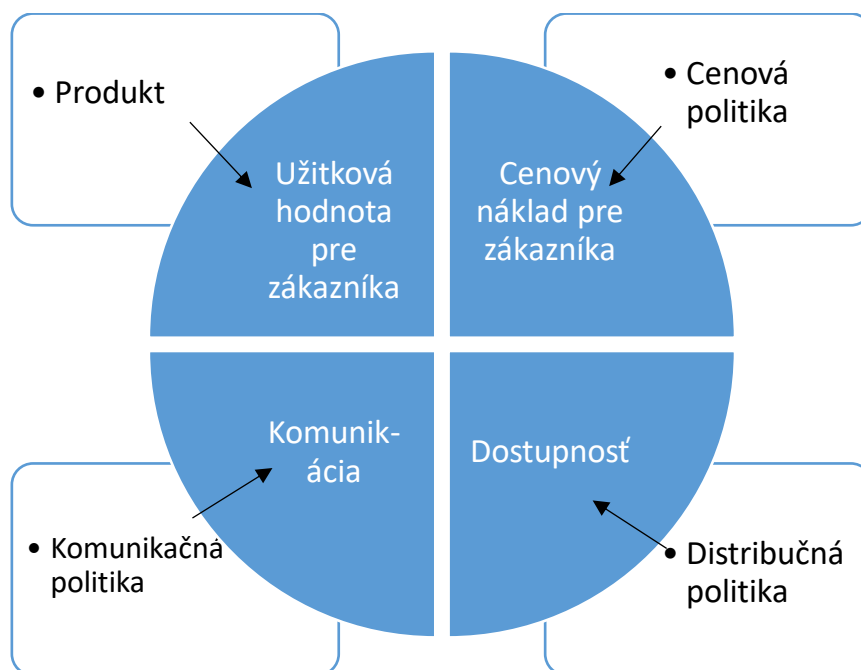 • Produkt
Užitková
hodnota
pre
zákazníka
Cenový
náklad pre
zákazníka
• Cenová
politika
Komunik-
ácia
Dostupnosť
• Komunikačná
politika
• Distribučná
politika